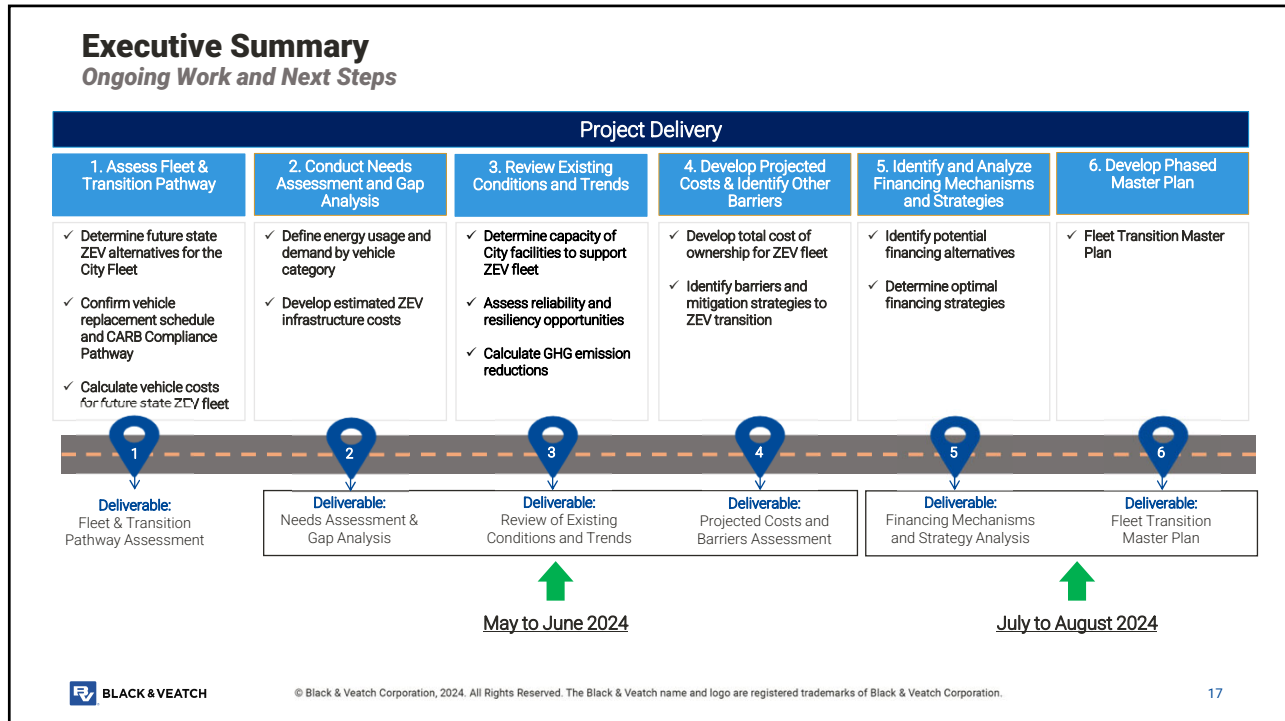 Executive Summary
Ongoing Work and Next Steps
Project Delivery
1. Assess Fleet &
Transition Pathway
2. Conduct Needs
Assessment and Gap
Analysis
3. Review Existing
Conditions and Trends
4. Develop Projected
Costs & Identify Other
Barriers
5. Identify and Analyze
Financing Mechanisms
and Strategies
6. Develop Phased
Master Plan
✓ Determine future state
ZEV alternatives for the
City Fleet
✓ Confirm vehicle
replacement schedule
and CARB Compliance
Pathway
✓ Calculate vehicle costs
for future state ZEV fleet
✓ Define energy usage and
demand by vehicle
category
✓ Develop estimated ZEV
infrastructure costs
✓ Determine capacity of
City facilities to support
ZEV fleet
✓ Assess reliability and
resiliency opportunities
✓ Calculate GHG emission
reductions
✓ Develop total cost of
ownership for ZEV fleet
✓ Identify barriers and
mitigation strategies to
ZEV transition
✓ Identify potential
financing alternatives
✓ Determine optimal
financing strategies
✓ Fleet Transition Master
Plan
1
2
3
4
5
6
Deliverable:
Fleet & Transition
Pathway Assessment
Deliverable:
Needs Assessment &
Gap Analysis
Deliverable:
Review of Existing
Conditions and Trends
Deliverable:
Projected Costs and
Barriers Assessment
Deliverable:
Financing Mechanisms
and Strategy Analysis
Deliverable:
Fleet Transition
Master Plan
May to June 2024
July to August 2024
BV BLACK & VEATCH
© Black & Veatch Corporation, 2024. All Rights Reserved. The Black & Veatch name and logo are registered trademarks of Black & Veatch Corporation.
17